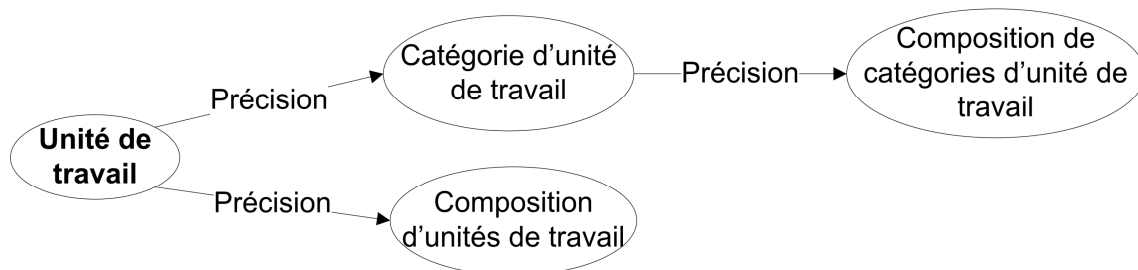 Unité de
travail
Précision
Catégorie d’unité
de travail
Précision
Composition de
catégories d’unité de
travail
Précision
Composition
d’unités de travail